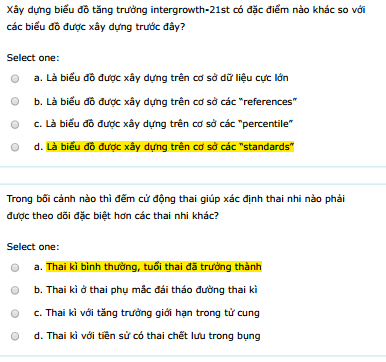 Xây dựng biểu đồ tăng trưởng intergrowth-21st có đặc điểm nào khác so với
các biểu đồ được xây dựng trước đây?
Select one:
a. Là biểu đồ được xây dựng trên cơ sở dữ liệu cực lớn
b. Là biểu đồ được xây dựng trên cơ sở các "references"
c. Là biểu đồ được xây dựng trên cơ sở các "percentile"
d. Là biểu đồ được xây dựng trên cơ sở các "standards"
Trong bối cảnh nào thì đếm cử động thai giúp xác định thai nhi nào phải
được theo dõi đặc biệt hơn các thai nhi khác?
Select one:
a. Thai kì bình thường, tuổi thai đã trưởng thành
b. Thai kì ở thai phụ mắc đái tháo đường thai kì
c. Thai kì với tăng trưởng giới hạn trong tử cung
d. Thai kì với tiền sử có thai chết lưu trong bụng